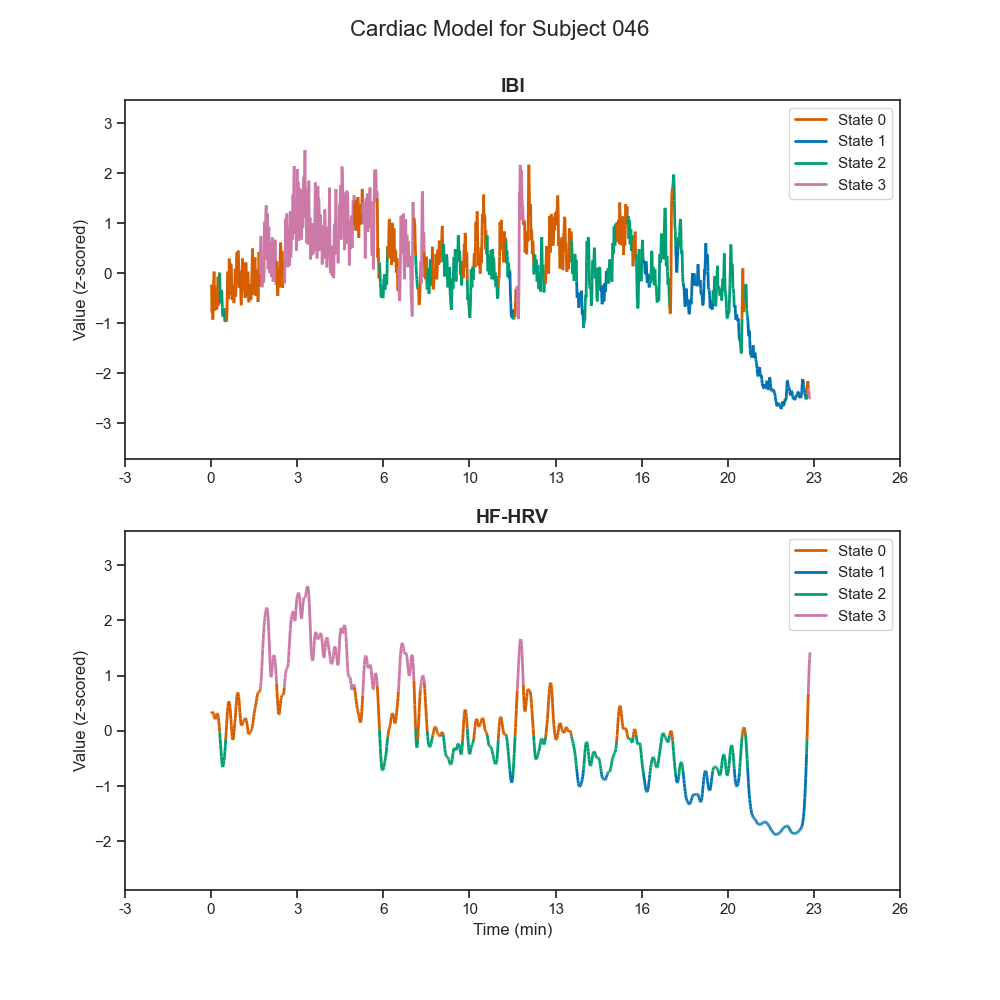 Cardiac Model for Subject 046
IBI
Value (z-scored)
3
2
1
0
−1
−2
−3
-3
0
3
6
10
13
16
20
23
26
State 0
State 1
State 2
State 3
HF-HRV
Value (z-scored)
3
2
1
0
−1
−2
-3
0
3
6
10
13
16
20
23
26
Time (min)
State 0
State 1
State 2
State 3